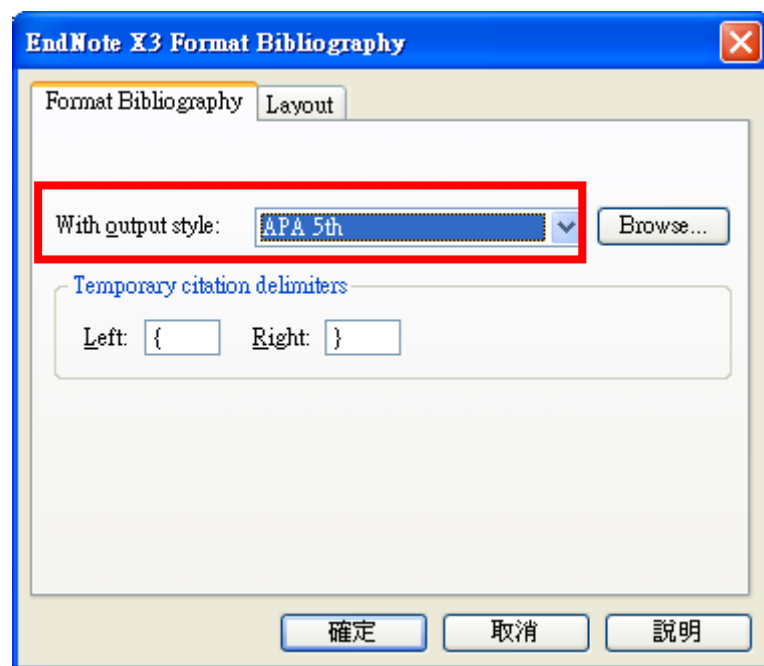 EndNote X3 Format Bibliography
Format Bibliography Layout
With output style: APA 5th Browse...
Temporary citation delimiters
Left: { Right: }
確定 取消 說明